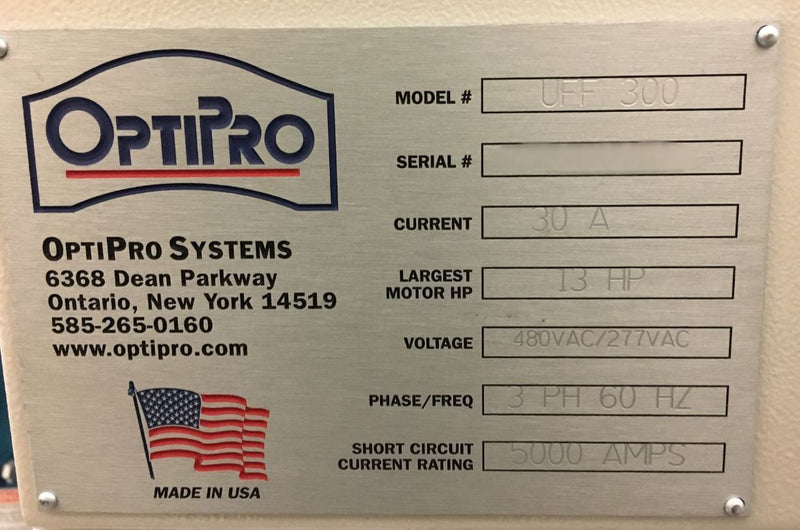 OPTIPRO
OPTIPRO SYSTEMS
6368 Dean Parkway
Ontario, New York 14519
585-265-0160
www.optipro.com
MADE IN USA
MODEL # UFF 300
SERIAL #
CURRENT 30 A
LARGEST
MOTOR HP 13 HP
VOLTAGE 480VAC/277VAC
PHASE/FREQ 3 PH 60 HZ
SHORT CIRCUIT
CURRENT RATING 5000 AMPS